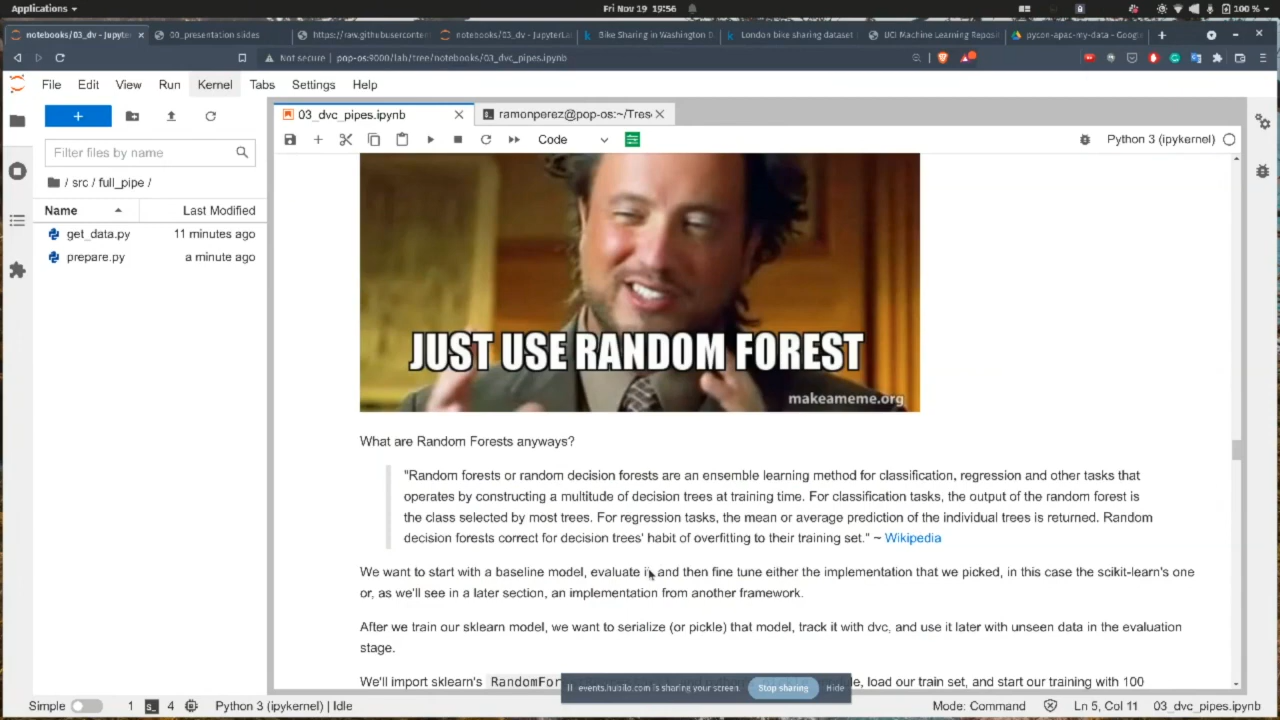 Applications
Fri Nov 19 19:56
100 %
notebooks/03_dv - Jupyter
00_presentation slides
https://raw.githubuserconten
notebooks/03_dv - JupyterLa
Bike Sharing in Washington D
London bike sharing dataset
UCI Machine Learning Reposit
pycon-apac-my-data - Goog
Not secure | pop-os:9000/lab/tree/notebooks/03_dvc_pipes.ipynb
File Edit View Run Kernel Tabs Settings Help
03_dvc_pipes.ipynb
ramonperez@pop-os:~/Tres
Code
Python 3 (ipykernel)
Filter files by name
/ src / full_pipe /
Name Last Modified
get_data.py 11 minutes ago
prepare.py a minute ago
JUST USE RANDOM FOREST
makeameme.org
What are Random Forests anyways?
"Random forests or random decision forests are an ensemble learning method for classification, regression and other tasks that
operates by constructing a multitude of decision trees at training time. For classification tasks, the output of the random forest is
the class selected by most trees. For regression tasks, the mean or average prediction of the individual trees is returned. Random
decision forests correct for decision trees' habit of overfitting to their training set." ~ Wikipedia
We want to start with a baseline model, evaluate it, and then fine tune either the implementation that we picked, in this case the scikit-learn's one
or, as we'll see in a later section, an implementation from another framework.
After we train our sklearn model, we want to serialize (or pickle) that model, track it with dvc, and use it later with unseen data in the evaluation
stage.
We'll import sklearn's RandomFor
load our train set, and start our training with 100
events.hubilo.com is sharing your screen. Stop sharing Hide
Simple 1 4 Python 3 (ipykernel) | Idle
Mode: Command Ln 5, Col 11 03_dvc_pipes.ipynb